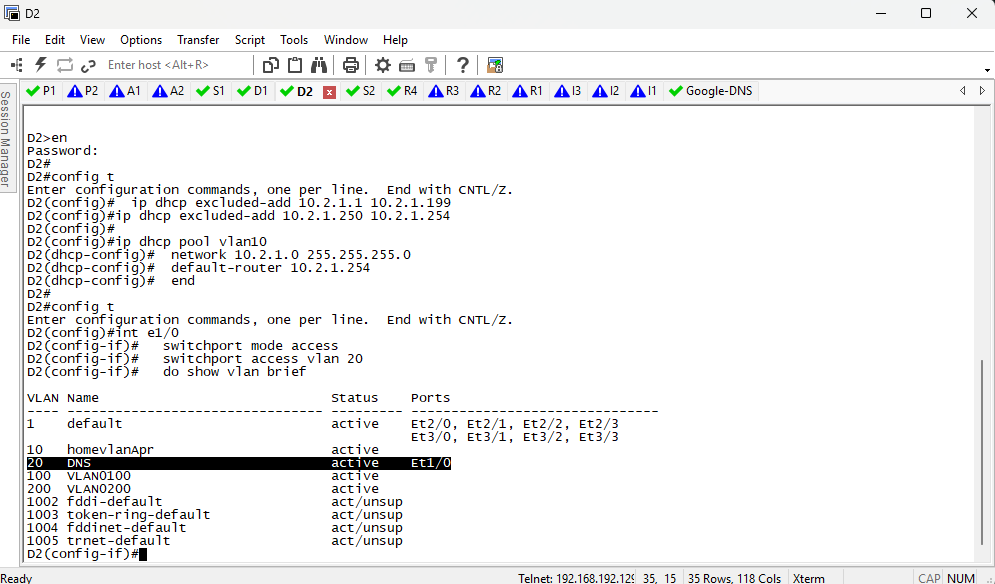 D2
File Edit View Options Transfer Script Tools Window Help
Enter host <Alt+R>
Session Manager
P1 P2 A1 A2 S1 D1 D2 S2 R4 R3 R2 R1 I3 I2 I1 Google-DNS
D2>en
Password:
D2#
D2#config t
Enter configuration commands, one per line.  End with CNTL/Z.
D2(config)#  ip dhcp excluded-add 10.2.1.1 10.2.1.199
D2(config)#ip dhcp excluded-add 10.2.1.250 10.2.1.254
D2(config)#
D2(config)#ip dhcp pool vlan10
D2(dhcp-config)#  network 10.2.1.0 255.255.255.0
D2(dhcp-config)#  default-router 10.2.1.254
D2(dhcp-config)#  end
D2#
D2#config t
Enter configuration commands, one per line.  End with CNTL/Z.
D2(config)#int e1/0
D2(config-if)#   switchport mode access
D2(config-if)#   switchport access vlan 20
D2(config-if)#   do show vlan brief
VLAN Name                             Status    Ports
---- -------------------------------- --------- -------------------------------
1    default                          active    Et2/0, Et2/1, Et2/2, Et2/3
                                                Et3/0, Et3/1, Et3/2, Et3/3
10   homevlanApr                      active
20   DNS                              active    Et1/0
100  VLAN0100                         active
200  VLAN0200                         active
1002 fddi-default                     act/unsup
1003 token-ring-default               act/unsup
1004 fddinet-default                  act/unsup
1005 trnet-default                    act/unsup
D2(config-if)#
Ready Telnet: 192.168.192.129 35, 15 35 Rows, 118 Cols Xterm CAP NUM